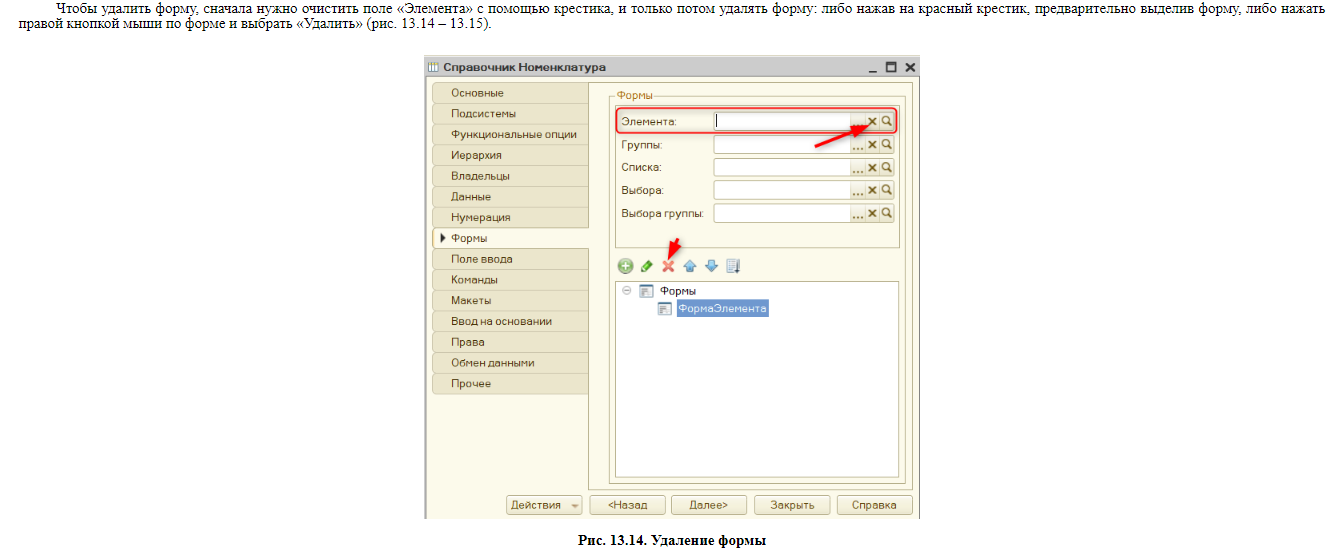 Чтобы удалить форму, сначала нужно очистить поле «Элемента» с помощью крестика, и только потом удалять форму: либо нажав на красный крестик, предварительно выделив форму, либо нажать
правой кнопкой мыши по форме и выбрать «Удалить» (рис. 13.14 – 13.15).
Справочник Номенклатура
Основные
Подсистемы
Функциональные опции
Иерархия
Владельцы
Данные
Нумерация
Формы
Поле ввода
Команды
Макеты
Ввод на основании
Права
Обмен данными
Прочее
Формы
Элемента:
Группы:
Списка:
Выбора:
Выбора группы:
Формы
ФормаЭлемента
Действия
<Назад
Далее>
Закрыть
Справка
Рис. 13.14. Удаление формы